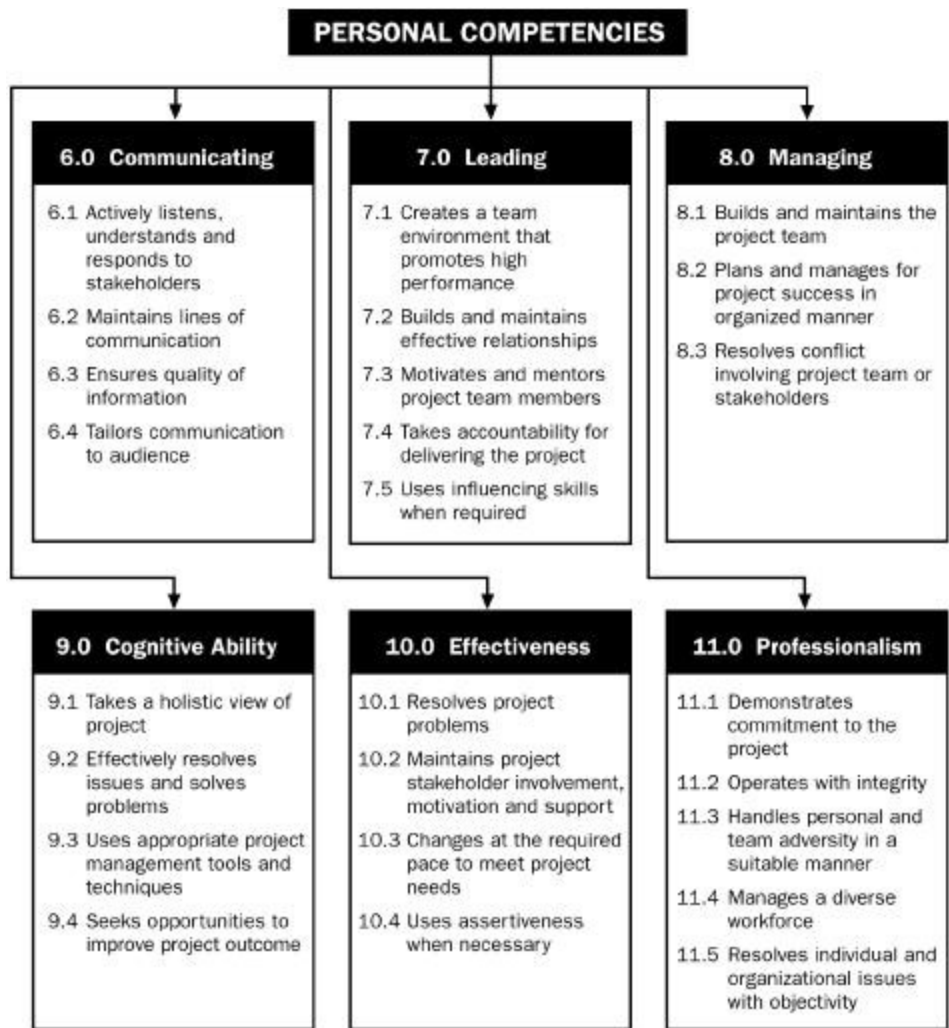 PERSONAL COMPETENCIES
6.0 Communicating
6.1 Actively listens,
understands and
responds to
stakeholders
6.2 Maintains lines of
communication
6.3 Ensures quality of
information
6.4 Tailors communication
to audience
7.0 Leading
7.1 Creates a team
environment that
promotes high
performance
7.2 Builds and maintains
effective relationships
7.3 Motivates and mentors
project team members
7.4 Takes accountability for
delivering the project
7.5 Uses influencing skills
when required
8.0 Managing
8.1 Builds and maintains the
project team
8.2 Plans and manages for
project success in
organized manner
8.3 Resolves conflict
involving project team or
stakeholders
9.0 Cognitive Ability
9.1 Takes a holistic view of
project
9.2 Effectively resolves
issues and solves
problems
9.3 Uses appropriate project
management tools and
techniques
9.4 Seeks opportunities to
improve project outcome
10.0 Effectiveness
10.1 Resolves project
problems
10.2 Maintains project
stakeholder involvement,
motivation and support
10.3 Changes at the required
pace to meet project
needs
10.4 Uses assertiveness
when necessary
11.0 Professionalism
11.1 Demonstrates
commitment to the
project
11.2 Operates with integrity
11.3 Handles personal and
team adversity in a
suitable manner
11.4 Manages a diverse
workforce
11.5 Resolves individual and
organizational issues
with objectivity